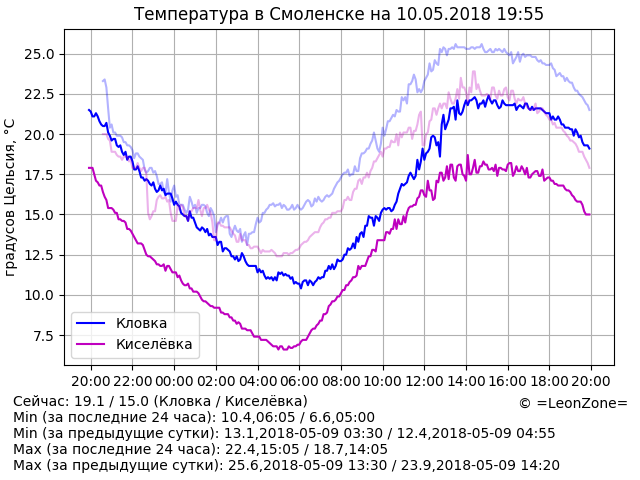 Температура в Смоленске на 10.05.2018 19:55
градусов Цельсия, °C
25.0
22.5
20.0
17.5
15.0
12.5
10.0
7.5
Кловка
Киселёвка
20:00 22:00 00:00 02:00 04:00 06:00 08:00 10:00 12:00 14:00 16:00 18:00 20:00
Сейчас: 19.1 / 15.0 (Кловка / Киселёвка)
© =LeonZone=
Min (за последние 24 часа): 10.4,06:05 / 6.6,05:00
Min (за предыдущие сутки): 13.1,2018-05-09 03:30 / 12.4,2018-05-09 04:55
Max (за последние 24 часа): 22.4,15:05 / 18.7,14:05
Max (за предыдущие сутки): 25.6,2018-05-09 13:30 / 23.9,2018-05-09 14:20